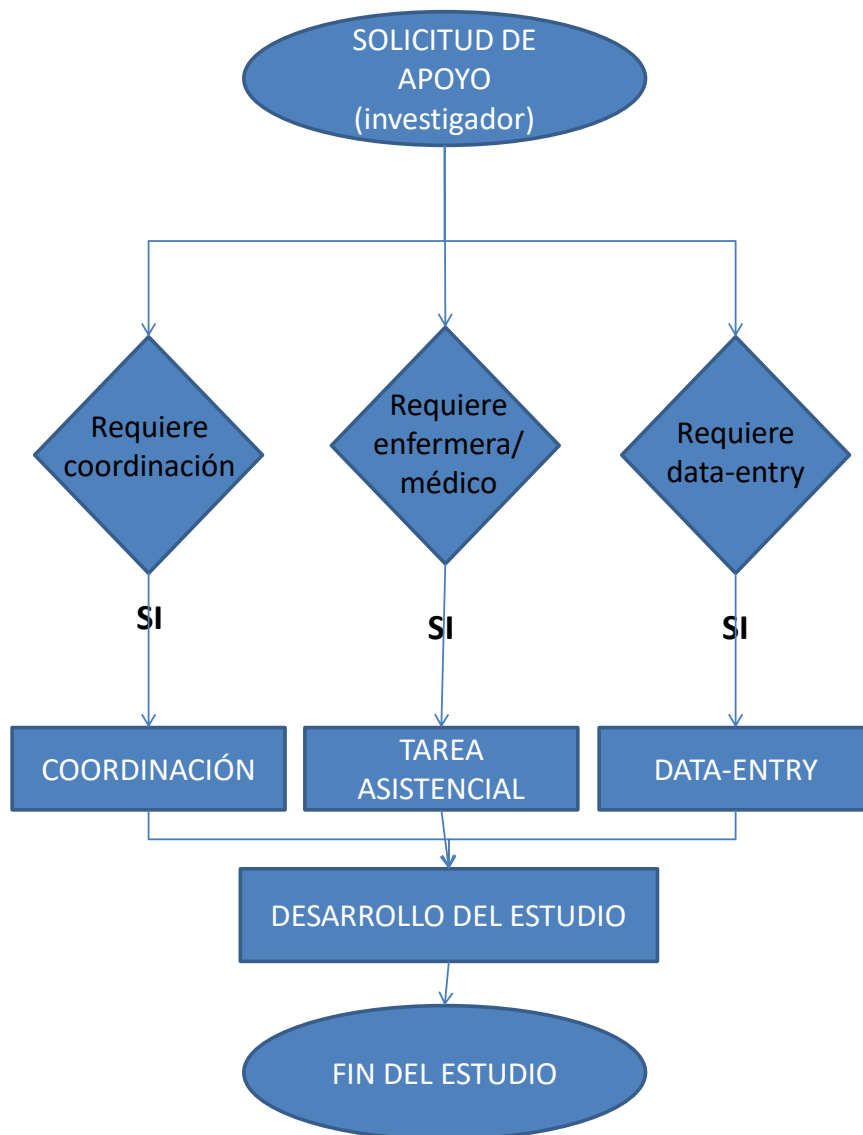 SOLICITUD DE
APOYO
(investigador)
Requiere
coordinación
Requiere
enfermera/
médico
Requiere
data-entry
SI
SI
SI
COORDINACIÓN
TAREA
ASISTENCIAL
DATA-ENTRY
DESARROLLO DEL ESTUDIO
FIN DEL ESTUDIO